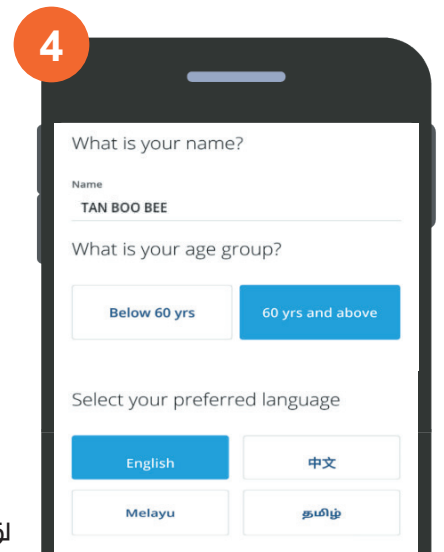 4
What is your name?
Name
TAN BOO BEE
What is your age group?
Below 60 yrs 60 yrs and above
Select your preferred language
English 中文
Melayu தமிழ்